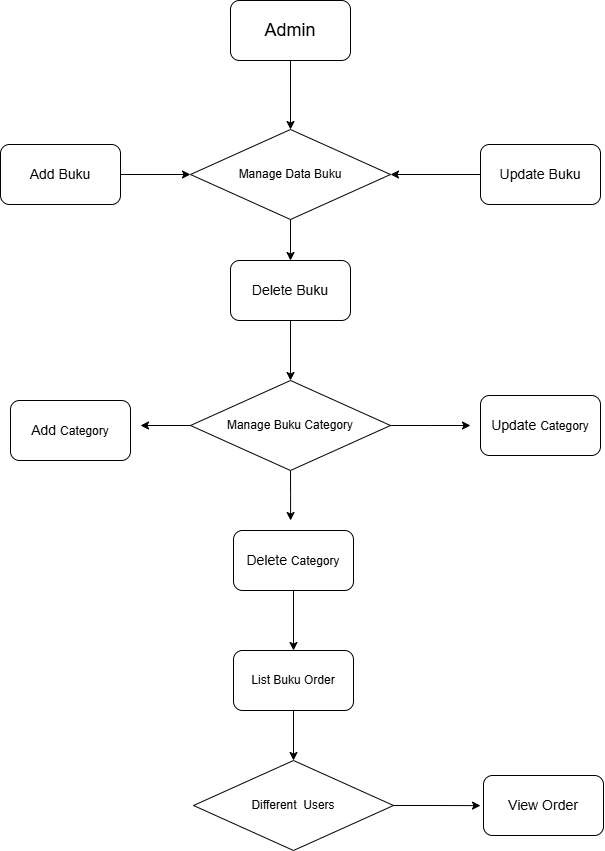 Admin
Add Buku
Manage Data Buku
Update Buku
Delete Buku
Add Category
Manage Buku Category
Update Category
Delete Category
List Buku Order
Different Users
View Order